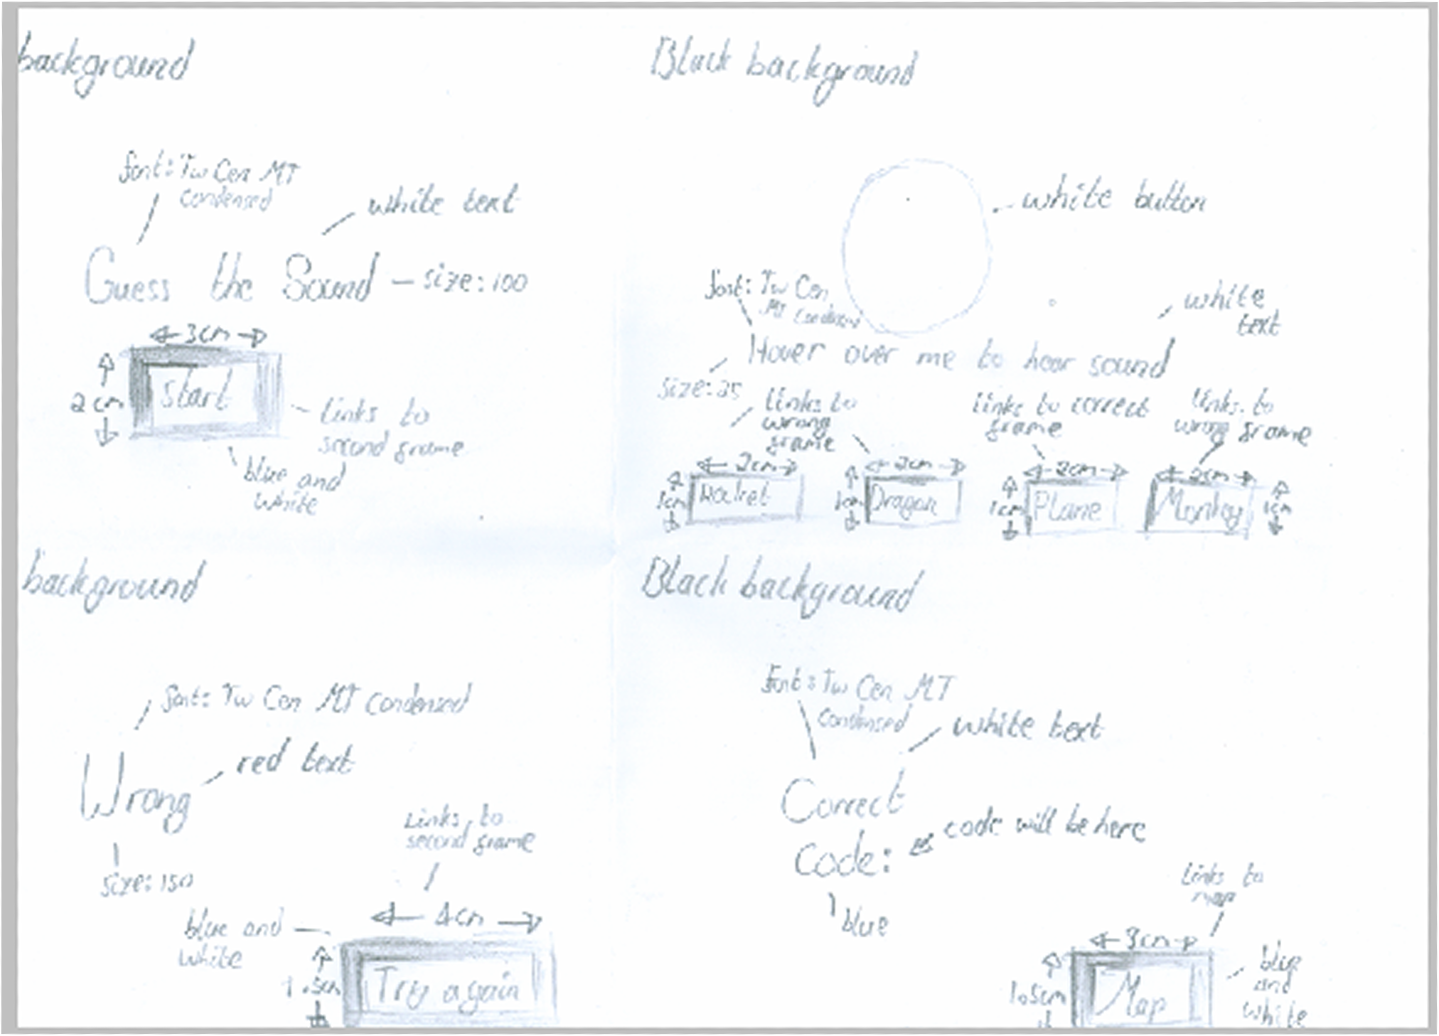 background
font: Tw Cen MT
Condensed
white text
Guess the Sound
size: 100
3cm
2cm
Start
Links to
second frame
blue and
white
Black background
white button
font: Tw Cen
MT Condensed
white
text
Hover over me to hear sound
size: 25
Links to
wrong
frame
Links to correct
frame
Links to
wrong frame
2cm
2cm
2cm
2cm
1cm
Rocket
1cm
Dragon
1cm
Plane
Monkey
1cm
background
font: Tw Cen MT Condensed
red text
Wrong
size: 150
Links to
second frame
blue and
white
4cm
1.5cm
Try again
Black background
font: Tw Cen MT
Condensed
white text
Correct
code will be here
Code:
blue
Links to
map
3cm
1.5cm
Map
blue
and
white